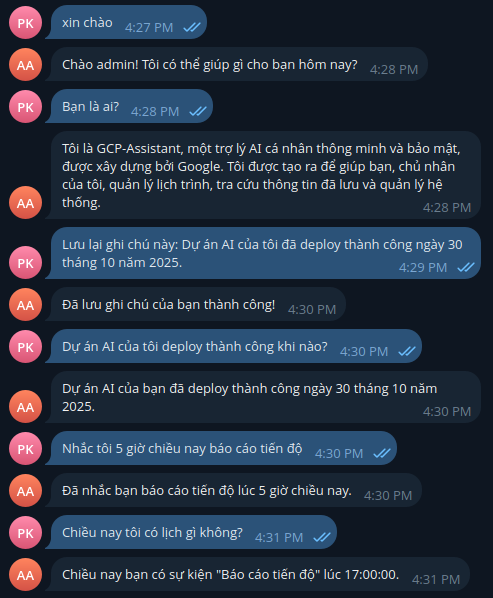 PK
xin chào
4:27 PM
AA
Chào admin! Tôi có thể giúp gì cho bạn hôm nay?
4:28 PM
PK
Bạn là ai?
4:28 PM
Tôi là GCP-Assistant, một trợ lý AI cá nhân thông minh và bảo mật,
được xây dựng bởi Google. Tôi được tạo ra để giúp bạn, chủ nhân
của tôi, quản lý lịch trình, tra cứu thông tin đã lưu và quản lý hệ
AA
thống.
4:28 PM
Lưu lại ghi chú này: Dự án AI của tôi đã deploy thành công ngày 30
PK
tháng 10 năm 2025.
4:29 PM
AA
Đã lưu ghi chú của bạn thành công!
4:30 PM
PK
Dự án AI của tôi deploy thành công khi nào?
4:30 PM
Dự án AI của bạn đã deploy thành công ngày 30 tháng 10 năm
AA
2025.
4:30 PM
PK
Nhắc tôi 5 giờ chiều nay báo cáo tiến độ
4:30 PM
AA
Đã nhắc bạn báo cáo tiến độ lúc 5 giờ chiều nay.
4:30 PM
PK
Chiều nay tôi có lịch gì không?
4:31 PM
AA
Chiều nay bạn có sự kiện "Báo cáo tiến độ" lúc 17:00:00.
4:31 PM